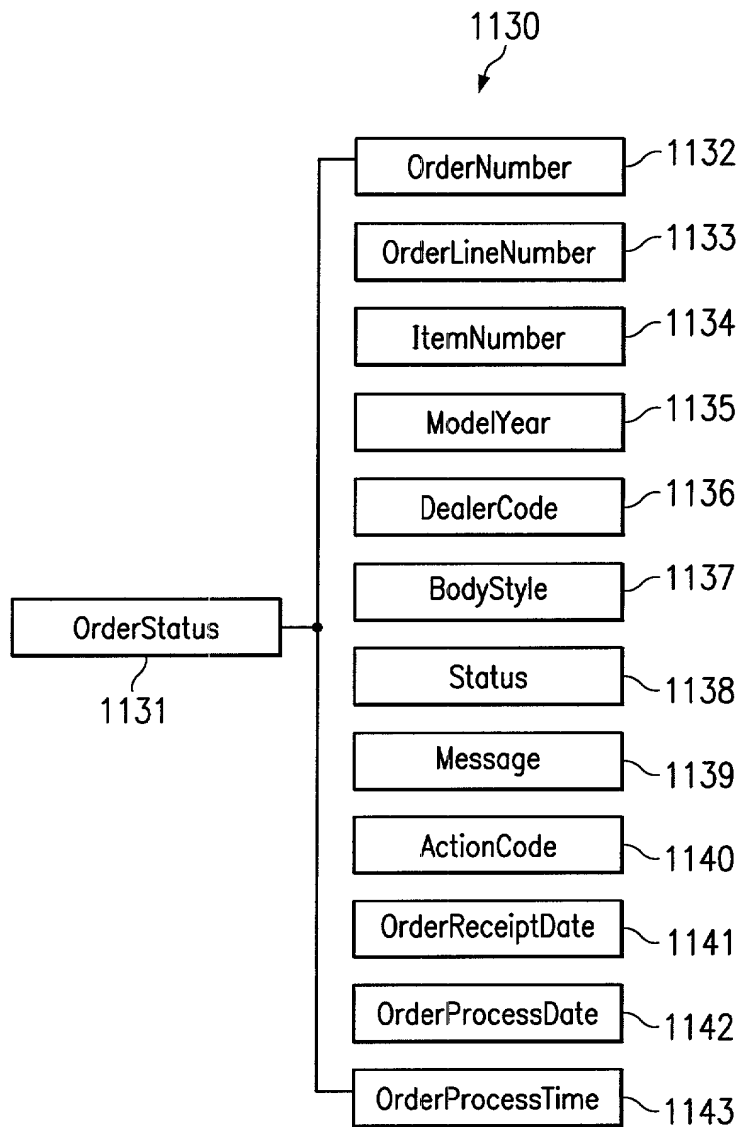 1130
OrderNumber 1132
OrderLineNumber 1133
ItemNumber 1134
ModelYear 1135
DealerCode 1136
BodyStyle 1137
OrderStatus
1131
Status 1138
Message 1139
ActionCode 1140
OrderReceiptDate 1141
OrderProcessDate 1142
OrderProcessTime 1143